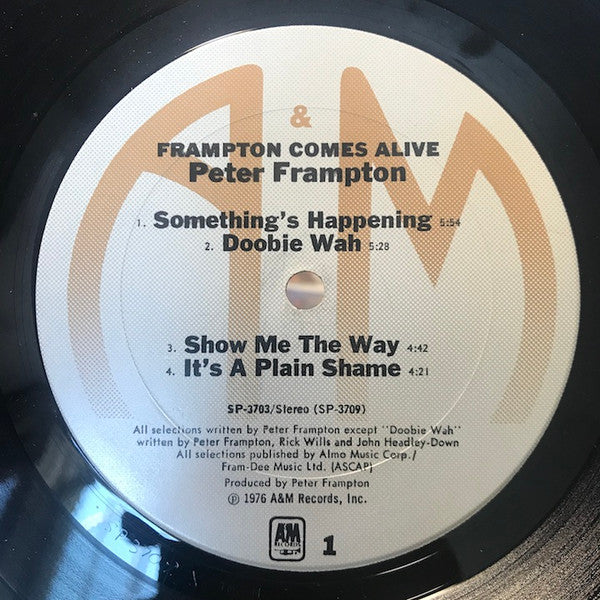 A & M
FRAMPTON COMES ALIVE
Peter Frampton
1. Something's Happening 5:54
2. Doobie Wah 5:28
3. Show Me The Way 4:42
4. It's A Plain Shame 4:21
SP-3703/Stereo (SP-3709)
All selections written by Peter Frampton except "Doobie Wah"
written by Peter Frampton, Rick Wills and John Headley-Down
All selections published by Almo Music Corp./
Fram-Dee Music Ltd. (ASCAP)
Produced by Peter Frampton
℗ 1976 A&M Records, Inc.
A&M
RECORDS
1